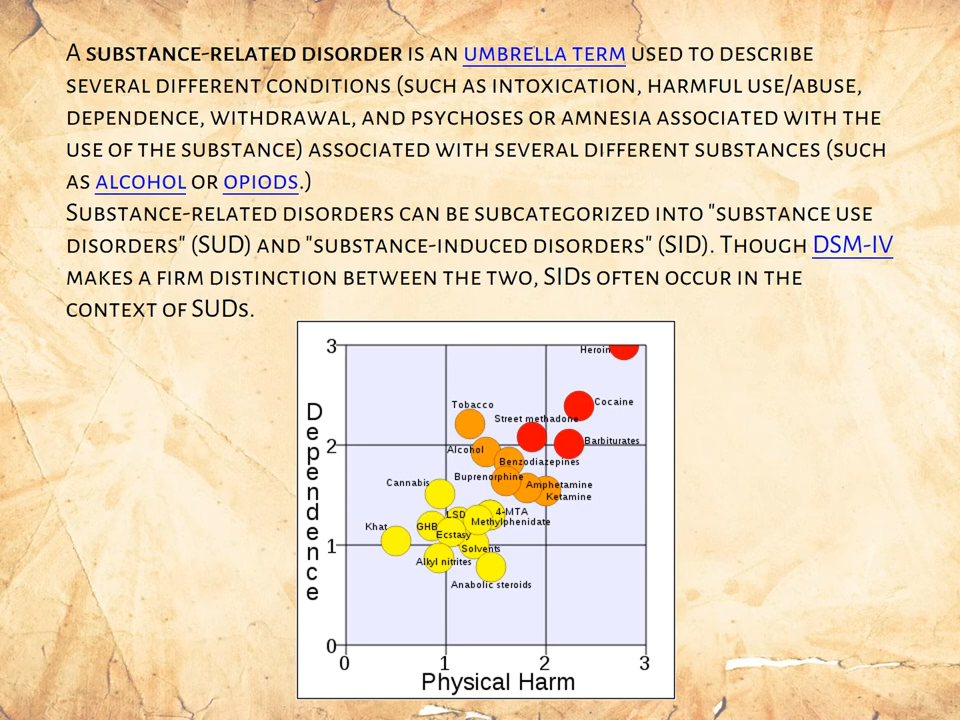 A SUBSTANCE-RELATED DISORDER IS AN UMBRELLA TERM USED TO DESCRIBE
SEVERAL DIFFERENT CONDITIONS (SUCH AS INTOXICATION, HARMFUL USE/ABUSE,
DEPENDENCE, WITHDRAWAL, AND PSYCHOSES OR AMNESIA ASSOCIATED WITH THE
USE OF THE SUBSTANCE) ASSOCIATED WITH SEVERAL DIFFERENT SUBSTANCES (SUCH
AS ALCOHOL OR OPIODS.)
SUBSTANCE-RELATED DISORDERS CAN BE SUBCATEGORIZED INTO "SUBSTANCE USE
DISORDERS" (SUD) AND "SUBSTANCE-INDUCED DISORDERS" (SID). THOUGH DSM-IV
MAKES A FIRM DISTINCTION BETWEEN THE TWO, SIDS OFTEN OCCUR IN THE
CONTEXT OF SUDS.
3
Heroin
Cocaine
Tobacco
Street methadone
Dependence
2
Barbiturates
Alcohol
Benzodiazepines
Buprenorphine
Amphetamine
Ketamine
Cannabis
4-MTA
LSD
Methylphenidate
Khat
GHB
Ecstasy
1
Solvents
Alkyl nitrites
Anabolic steroids
0
0 1 2 3
Physical Harm